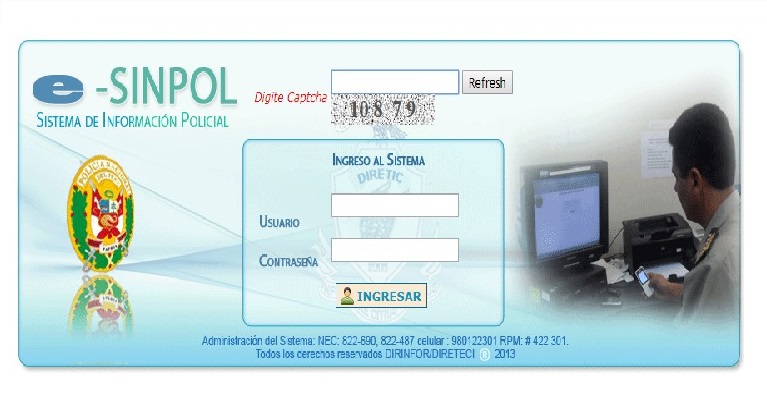 e-SINPOL
SISTEMA DE INFORMACIÓN POLICIAL
Digite Captcha
Refresh
108 79
INGRESO AL SISTEMA
DIRETIC
USUARIO
CONTRASEÑA
INGRESAR
Administración del Sistema: NEC: 822-690, 822-487 celular : 980122301 RPM: # 422 301.
Todos los derechos reservados DIRINFOR/DIRETECI ® 2013